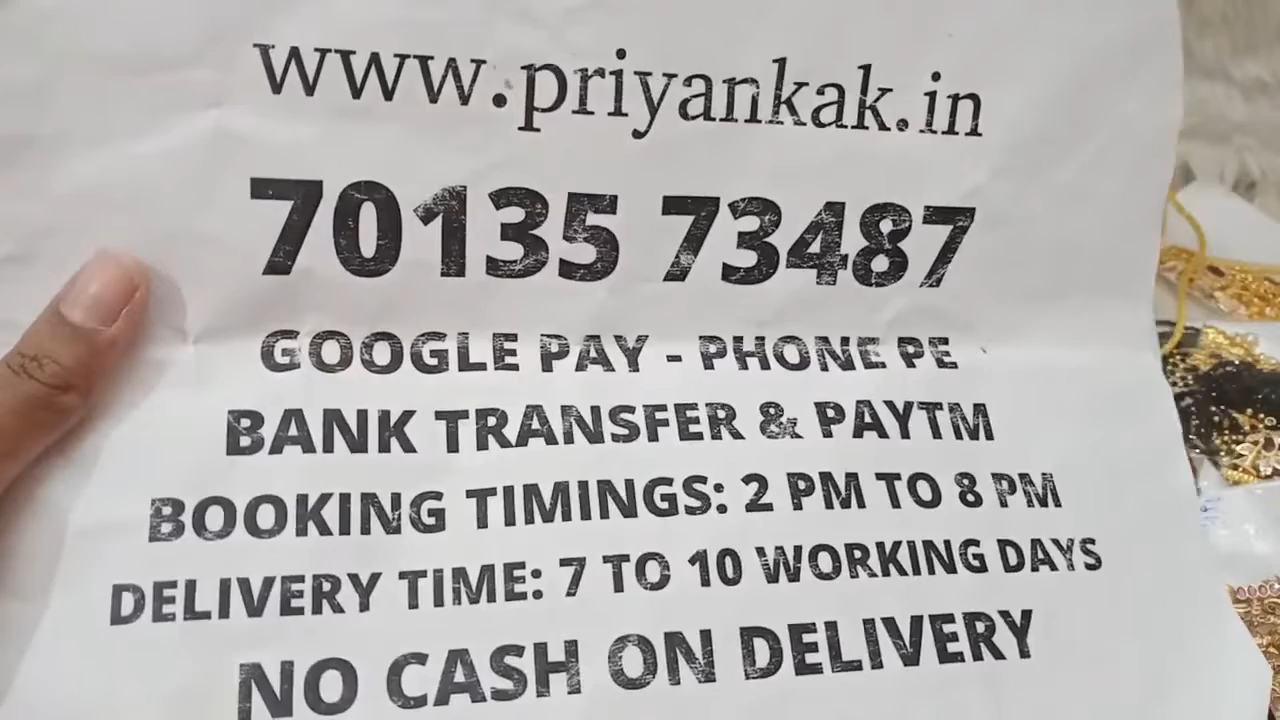 www.priyankak.in
70135 73487
GOOGLE PAY - PHONE PE
BANK TRANSFER & PAYTM
BOOKING TIMINGS: 2 PM TO 8 PM
DELIVERY TIME: 7 TO 10 WORKING DAYS
NO CASH ON DELIVERY